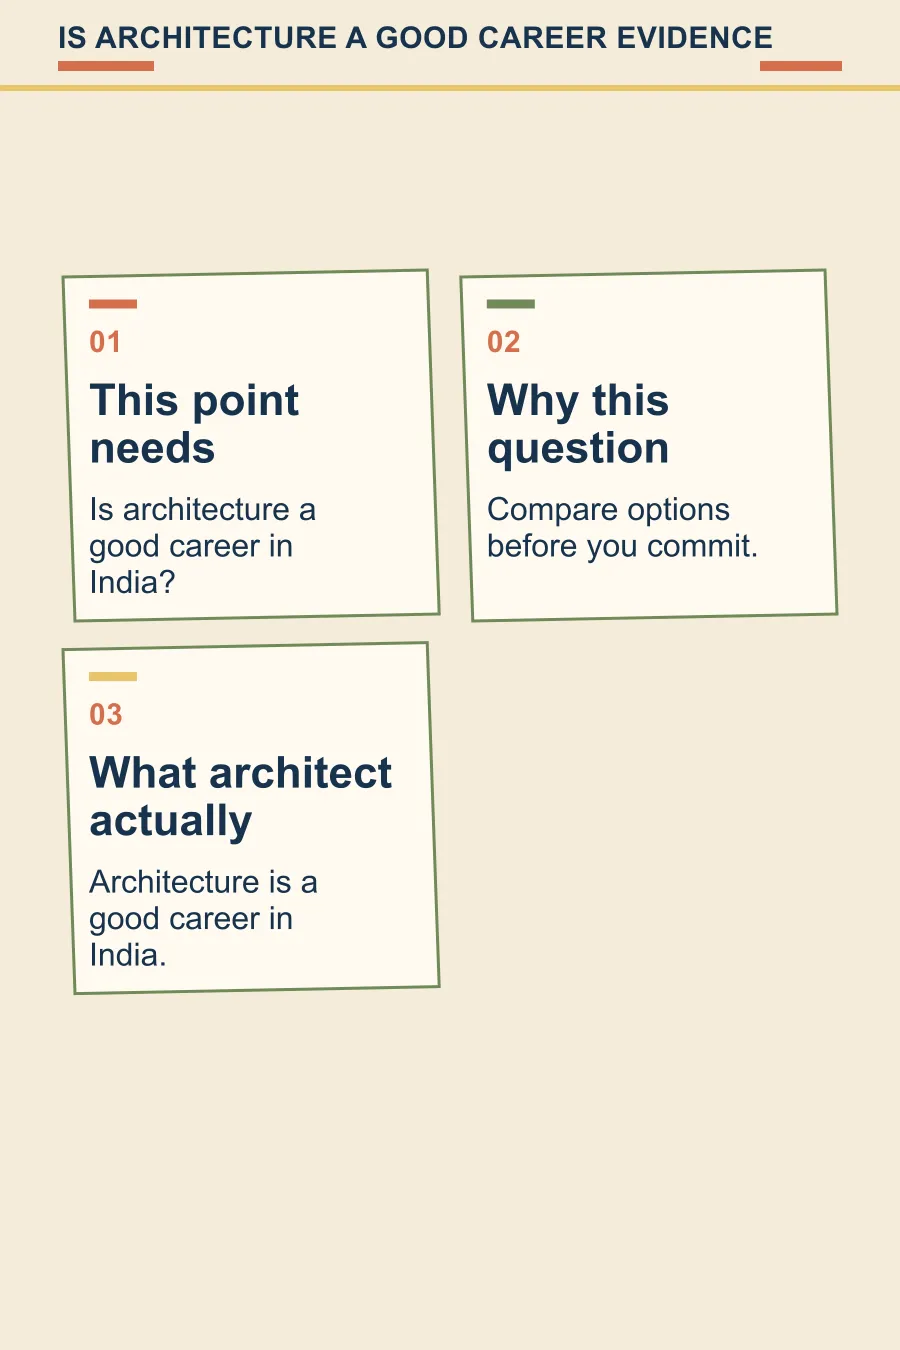 IS ARCHITECTURE A GOOD CAREER EVIDENCE
01
This point
needs
Is architecture a
good career in
India?
02
Why this
question
Compare options
before you commit.
03
What architect
actually
Architecture is a
good career in
India.